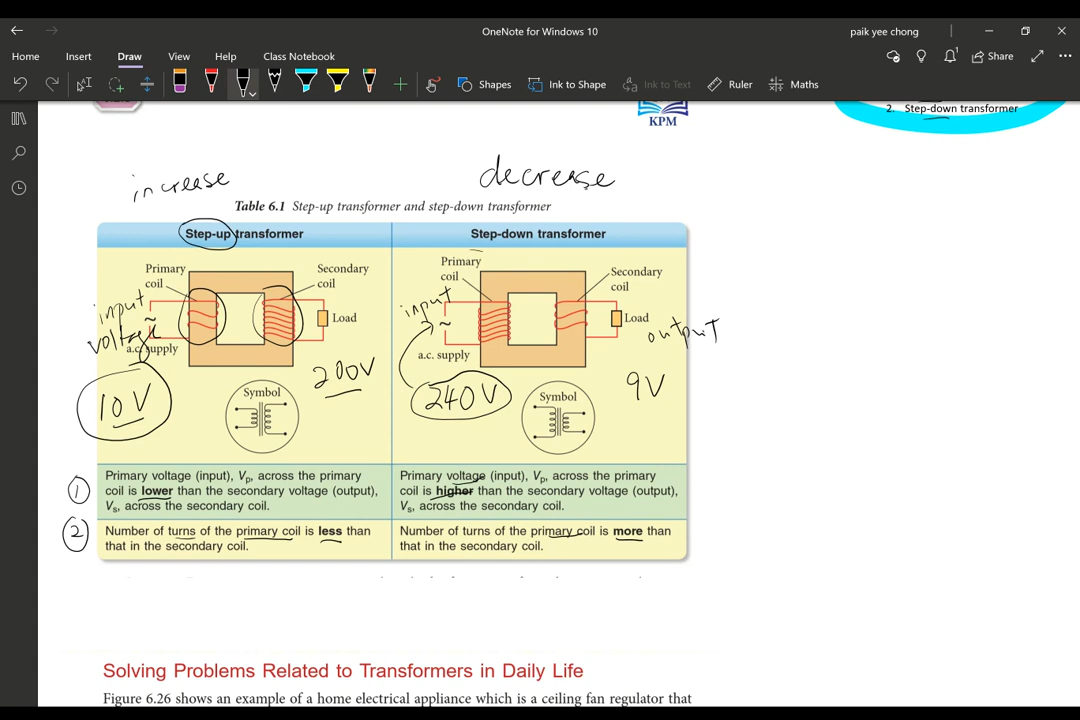 OneNote for Windows 10
paik yee chong
Home Insert Draw View Help Class Notebook
Share
Shapes Ink to Shape Ink to Text Ruler Maths
KPM
2. Step-down transformer
increase
decrease
Table 6.1 Step-up transformer and step-down transformer
Step-up transformer
Step-down transformer
Primary
coil
Secondary
coil
input
voltage
Load
a.c. supply
10 V
200V
Symbol
Primary
coil
Secondary
coil
input
Load
output
a.c. supply
240 V
9V
Symbol
1
Primary voltage (input), Vp, across the primary
coil is lower than the secondary voltage (output),
Vs, across the secondary coil.
Primary voltage (input), Vp, across the primary
coil is higher than the secondary voltage (output),
Vs, across the secondary coil.
2
Number of turns of the primary coil is less than
that in the secondary coil.
Number of turns of the primary coil is more than
that in the secondary coil.
Solving Problems Related to Transformers in Daily Life
Figure 6.26 shows an example of a home electrical appliance which is a ceiling fan regulator that